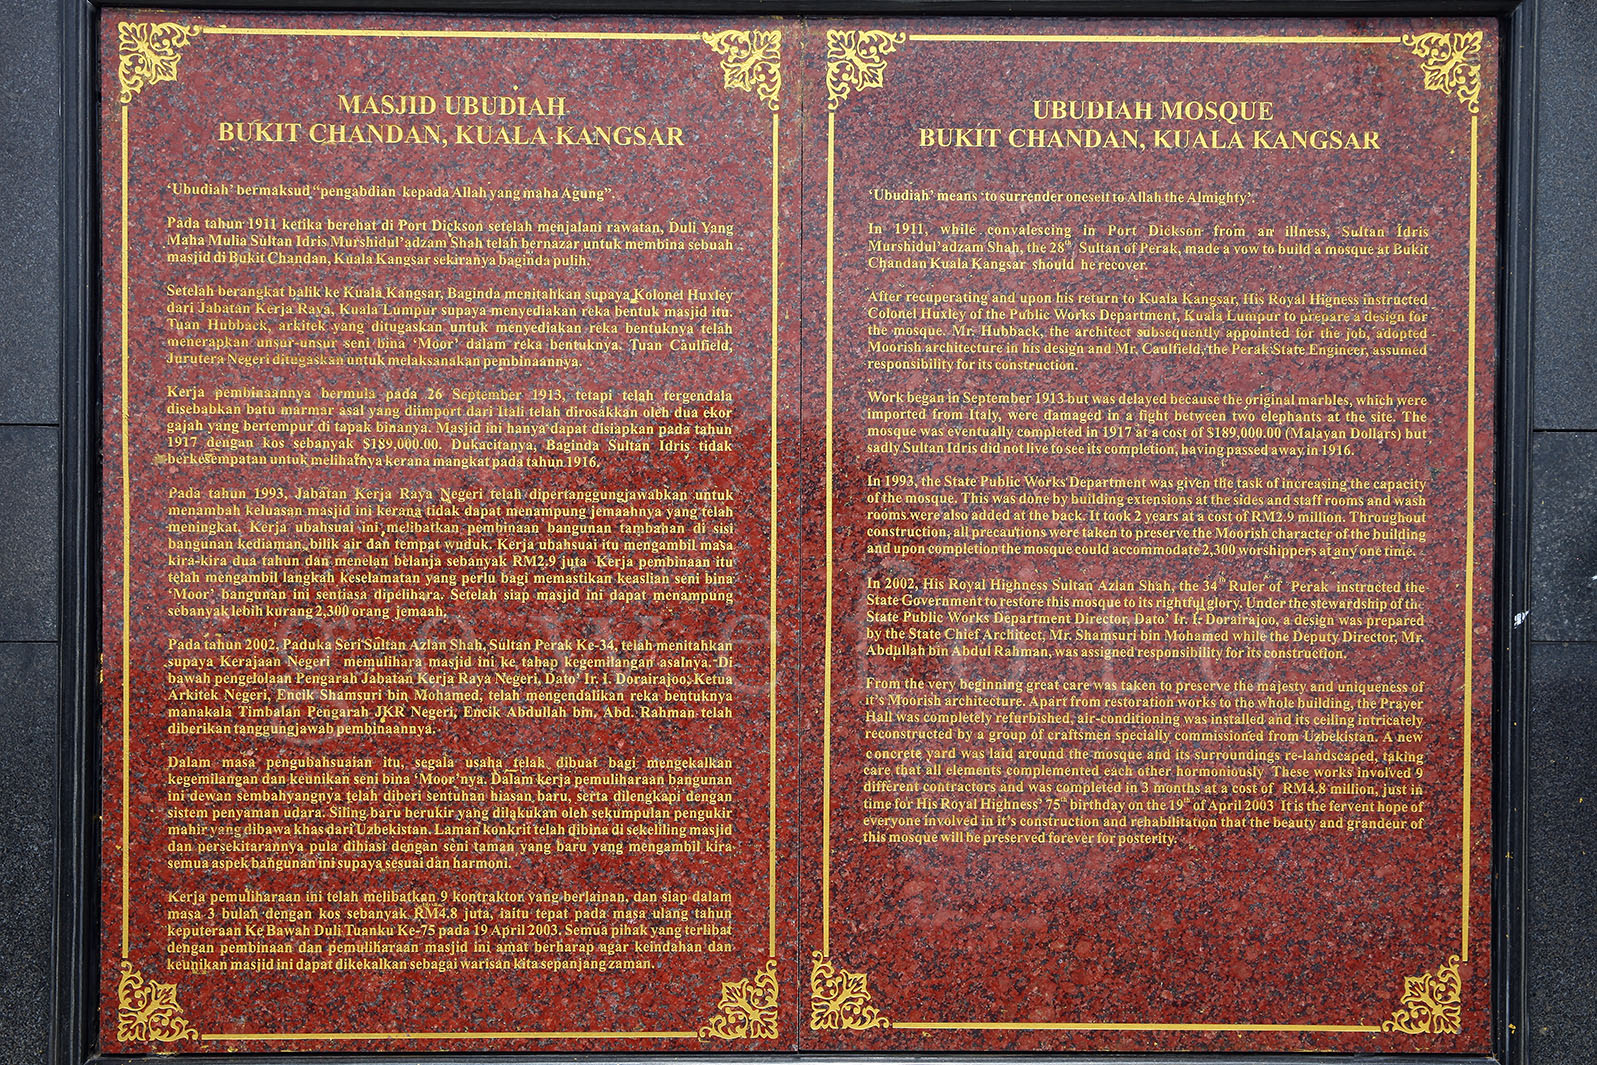 MASJID UBUDIAH
BUKIT CHANDAN, KUALA KANGSAR
'Ubudiah' bermaksud "pengabdian kepada Allah yang maha Agung".
Pada tahun 1911 ketika berehat di Port Dickson setelah menjalani rawatan, Duli Yang
Maha Mulia Sultan Idris Murshidul'adzam Shah telah bernazar untuk membina sebuah
masjid di Bukit Chandan, Kuala Kangsar sekiranya baginda pulih.
Setelah berangkat balik ke Kuala Kangsar, Baginda menitahkan supaya Kolonel Huxley
dari Jabatan Kerja Raya, Kuala Lumpur supaya menyediakan reka bentuk masjid itu.
Tuan Hubback, arkitek yang ditugaskan untuk menyediakan reka bentuknya telah
menerapkan unsur-unsur seni bina 'Moor' dalam reka bentuknya. Tuan Caulfield,
Jurutera Negeri ditugaskan untuk melaksanakan pembinaannya.
Kerja pembinaannya bermula pada 26 September 1913, tetapi telah tergendala
disebabkan batu marmar asal yang diimport dari Itali telah dirosakkan oleh dua ekor
gajah yang bertempur di tapak binanya. Masjid ini hanya dapat disiapkan pada tahun
1917 dengan kos sebanyak $189,000.00. Dukacitanya, Baginda Sultan Idris tidak
berkesempatan untuk melihatnya kerana mangkat pada tahun 1916.
Pada tahun 1993, Jabatan Kerja Raya Negeri telah dipertanggungjawabkan untuk
menambah keluasan masjid ini kerana tidak dapat menampung jemaahnya yang telah
meningkat. Kerja ubahsuai ini melibatkan pembinaan bangunan tambahan di sisi
bangunan kediaman, bilik air dan tempat wuduk. Kerja ubahsuai itu mengambil masa
kira-kira dua tahun dan menelan belanja sebanyak RM2.9 juta Kerja pembinaan itu
telah mengambil langkah keselamatan yang perlu bagi memastikan keaslian seni bina
'Moor' bangunan ini sentiasa dipelihara. Setelah siap masjid ini dapat menampung
sebanyak lebih kurang 2,300 orang jemaah.
Pada tahun 2002, Paduka Seri Sultan Azlan Shah, Sultan Perak Ke-34, telah menitahkan
supaya Kerajaan Negeri memulihara masjid ini ke tahap kegemilangan asalnya. Di
bawah pengelolaan Pengarah Jabatan Kerja Raya Negeri, Dato' Ir. I. Dorairajoo, Ketua
Arkitek Negeri, Encik Shamsuri bin Mohamed, telah mengendalikan reka bentuknya
manakala Timbalan Pengarah JKR Negeri, Encik Abdullah bin. Abd. Rahman telah
diberikan tanggungjawab pembinaannya.
Dalam masa pengubahsuaian itu, segala usaha telah dibuat bagi mengekalkan
kegemilangan dan keunikan seni bina 'Moor'nya. Dalam kerja pemuliharaan bangunan
ini dewan sembahyangnya telah diberi sentuhan hiasan baru, serta dilengkapi dengan
sistem penyaman udara. Siling baru berukir yang dilakukan oleh sekumpulan pengukir
mahir yang dibawa khas dari Uzbekistan. Laman konkrit telah dibina di sekeliling masjid
dan persekitarannya pula dihiasi dengan seni taman yang baru yang mengambil kira
semua aspek bangunan ini supaya sesuai dan harmoni.
Kerja pemuliharaan ini telah melibatkan 9 kontraktor yang berlainan, dan siap dalam
masa 3 bulan dengan kos sebanyak RM4.8 juta, iaitu tepat pada masa ulang tahun
keputeraan Ke Bawah Duli Tuanku Ke-75 pada 19 April 2003. Semua pihak yang terlibat
dengan pembinaan dan pemuliharaan masjid ini amat berharap agar keindahan dan
keunikan masjid ini dapat dikekalkan sebagai warisan kita sepanjang zaman.
UBUDIAH MOSQUE
BUKIT CHANDAN, KUALA KANGSAR
'Ubudiah' means 'to surrender oneself to Allah the Almighty'.
In 1911, while convalescing in Port Dickson from an illness, Sultan Idris
Murshidul'adzam Shah, the 28th Sultan of Perak, made a vow to build a mosque at Bukit
Chandan Kuala Kangsar should he recover.
After recuperating and upon his return to Kuala Kangsar, His Royal Higness instructed
Colonel Huxley of the Public Works Department, Kuala Lumpur to prepare a design for
the mosque. Mr. Hubback, the architect subsequently appointed for the job, adopted
Moorish architecture in his design and Mr. Caulfield, the Perak State Engineer, assumed
responsibility for its construction.
Work began in September 1913 but was delayed because the original marbles, which were
imported from Italy, were damaged in a fight between two elephants at the site. The
mosque was eventually completed in 1917 at a cost of $189,000.00 (Malayan Dollars) but
sadly Sultan Idris did not live to see its completion, having passed away in 1916.
In 1993, the State Public Works Department was given the task of increasing the capacity
of the mosque. This was done by building extensions at the sides and staff rooms and wash
rooms were also added at the back. It took 2 years at a cost of RM2.9 million. Throughout
construction, all precautions were taken to preserve the Moorish character of the building
and upon completion the mosque could accommodate 2,300 worshippers at any one time.
In 2002, His Royal Highness Sultan Azlan Shah, the 34th Ruler of Perak instructed the
State Government to restore this mosque to its rightful glory. Under the stewardship of the
State Public Works Department Director, Dato' Ir. I. Dorairajoo, a design was prepared
by the State Chief Architect, Mr. Shamsuri bin Mohamed while the Deputy Director, Mr.
Abdullah bin Abdul Rahman, was assigned responsibility for its construction.
From the very beginning great care was taken to preserve the majesty and uniqueness of
it's Moorish architecture. Apart from restoration works to the whole building, the Prayer
Hall was completely refurbished, air-conditioning was installed and its ceiling intricately
reconstructed by a group of craftsmen specially commissioned from Uzbekistan. A new
concrete yard was laid around the mosque and its surroundings re-landscaped, taking
care that all elements complemented each other hormoniously These works involved 9
different contractors and was completed in 3 months at a cost of RM4.8 million, just in
time for His Royal Highness' 75th birthday on the 19th of April 2003 It is the fervent hope of
everyone involved in it's construction and rehabilitation that the beauty and grandeur of
this mosque will be preserved forever for posterity.